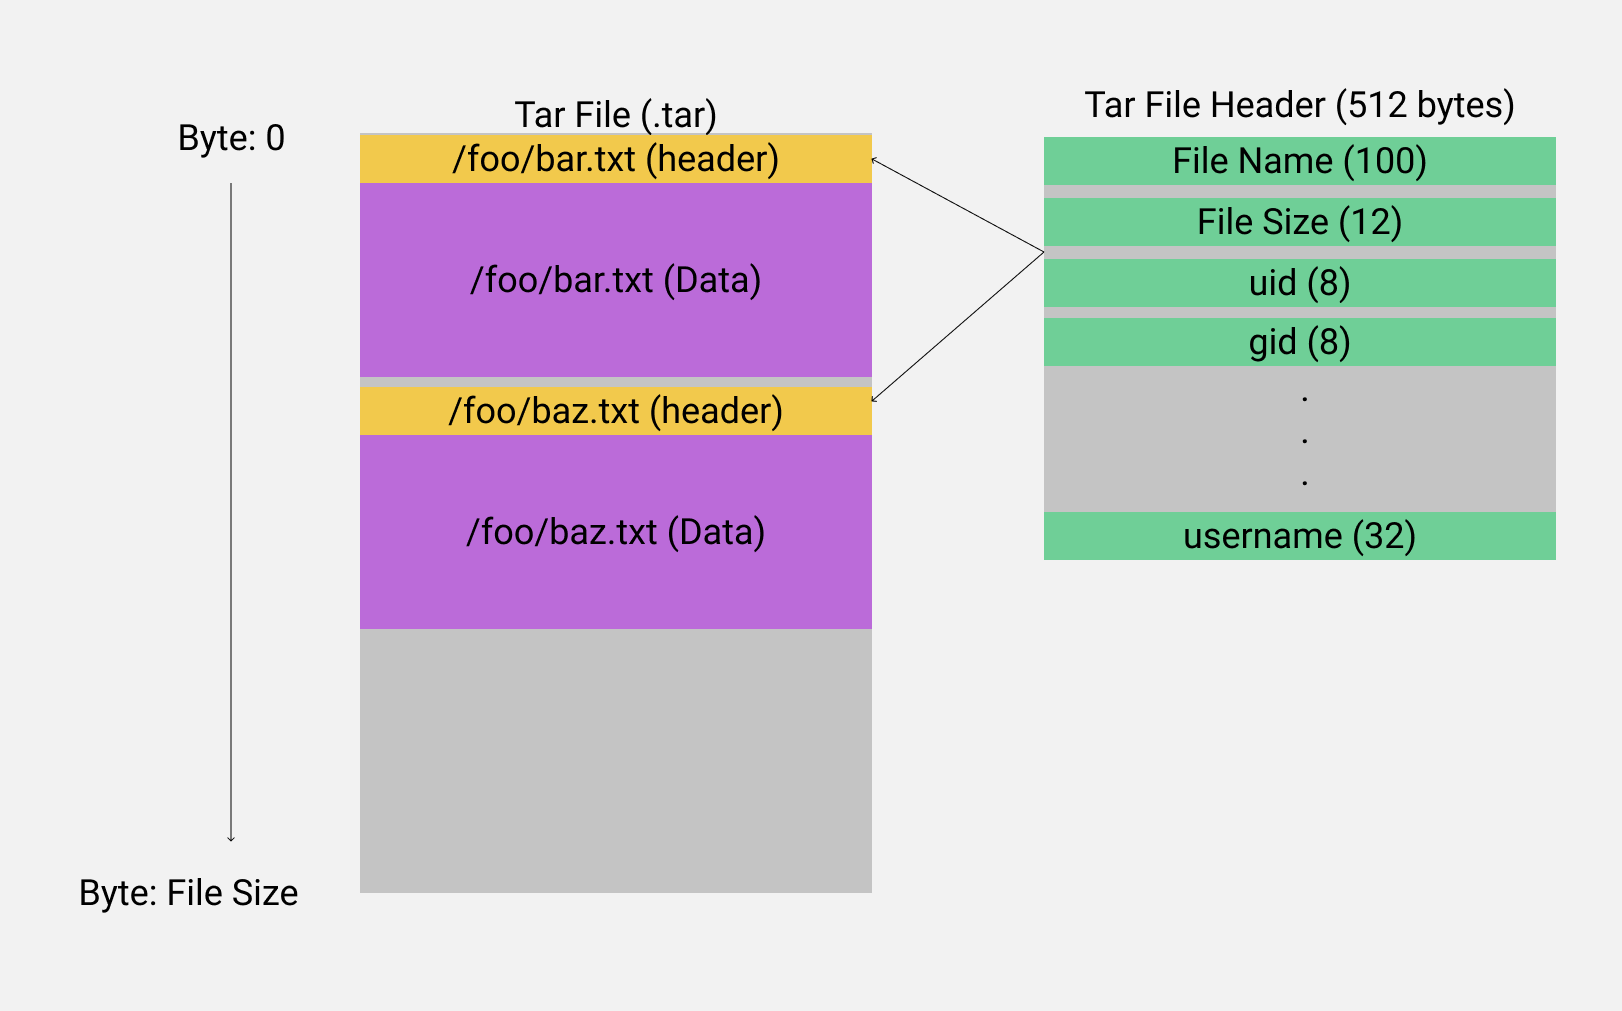 Byte: 0
Byte: File Size
Tar File (.tar)
/foo/bar.txt (header)
/foo/bar.txt (Data)
/foo/baz.txt (header)
/foo/baz.txt (Data)
Tar File Header (512 bytes)
File Name (100)
File Size (12)
uid (8)
gid (8)
.
.
.
username (32)